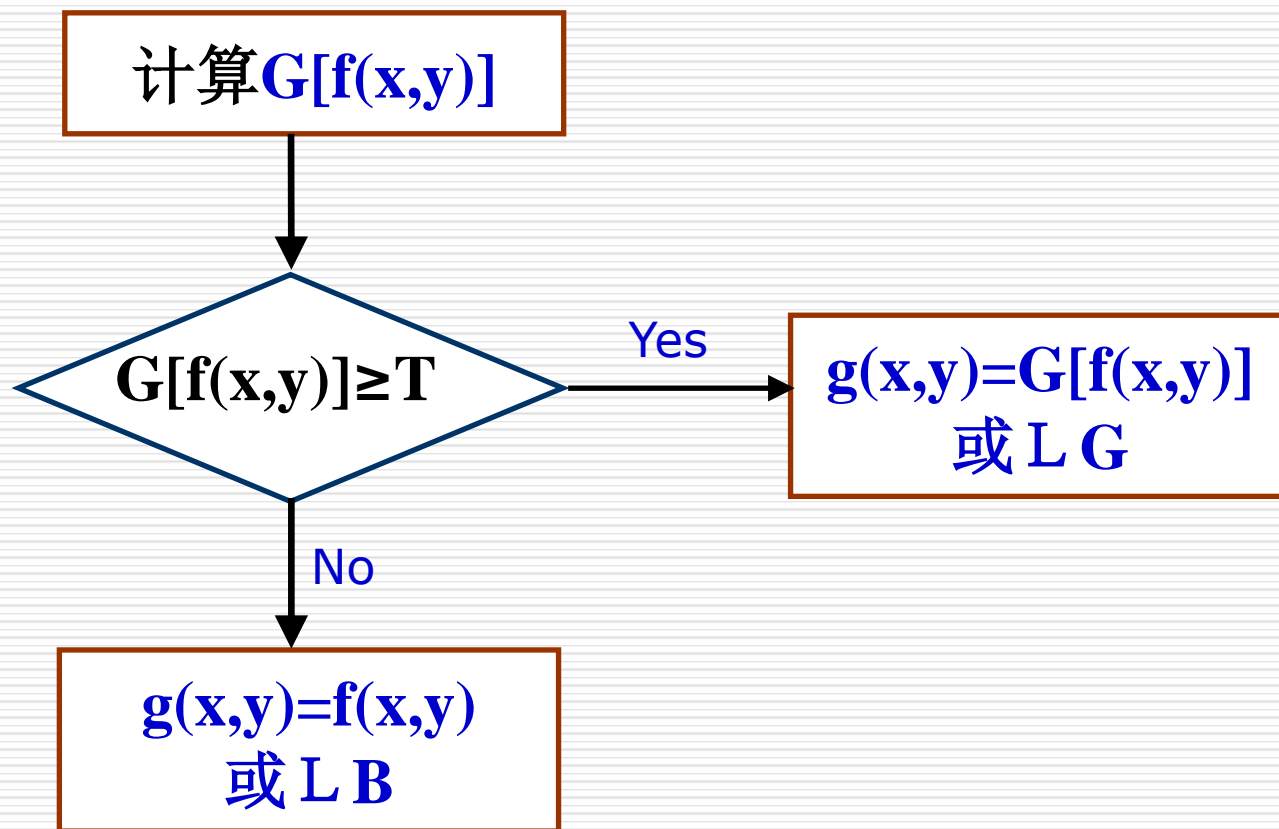 计算G[f(x,y)]
G[f(x,y)]≥T
Yes
g(x,y)=G[f(x,y)]
或 L G
No
g(x,y)=f(x,y)
或 L B